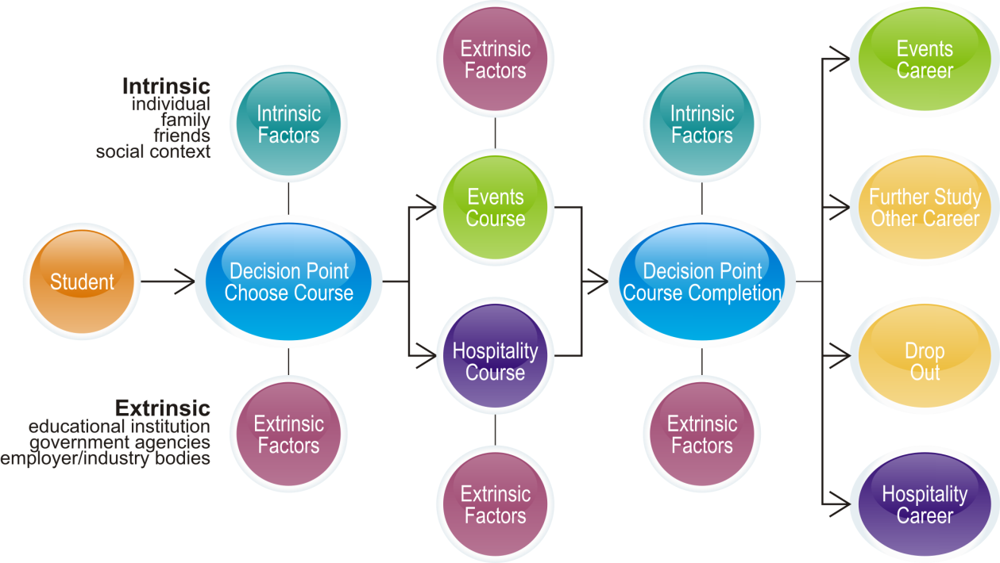 Intrinsic
individual
family
friends
social context
Intrinsic
Factors
Student
Decision Point
Choose Course
Extrinsic
educational institution
government agencies
employer/industry bodies
Extrinsic
Factors
Extrinsic
Factors
Events
Course
Hospitality
Course
Extrinsic
Factors
Intrinsic
Factors
Decision Point
Course Completion
Extrinsic
Factors
Events
Career
Further Study
Other Career
Drop
Out
Hospitality
Career